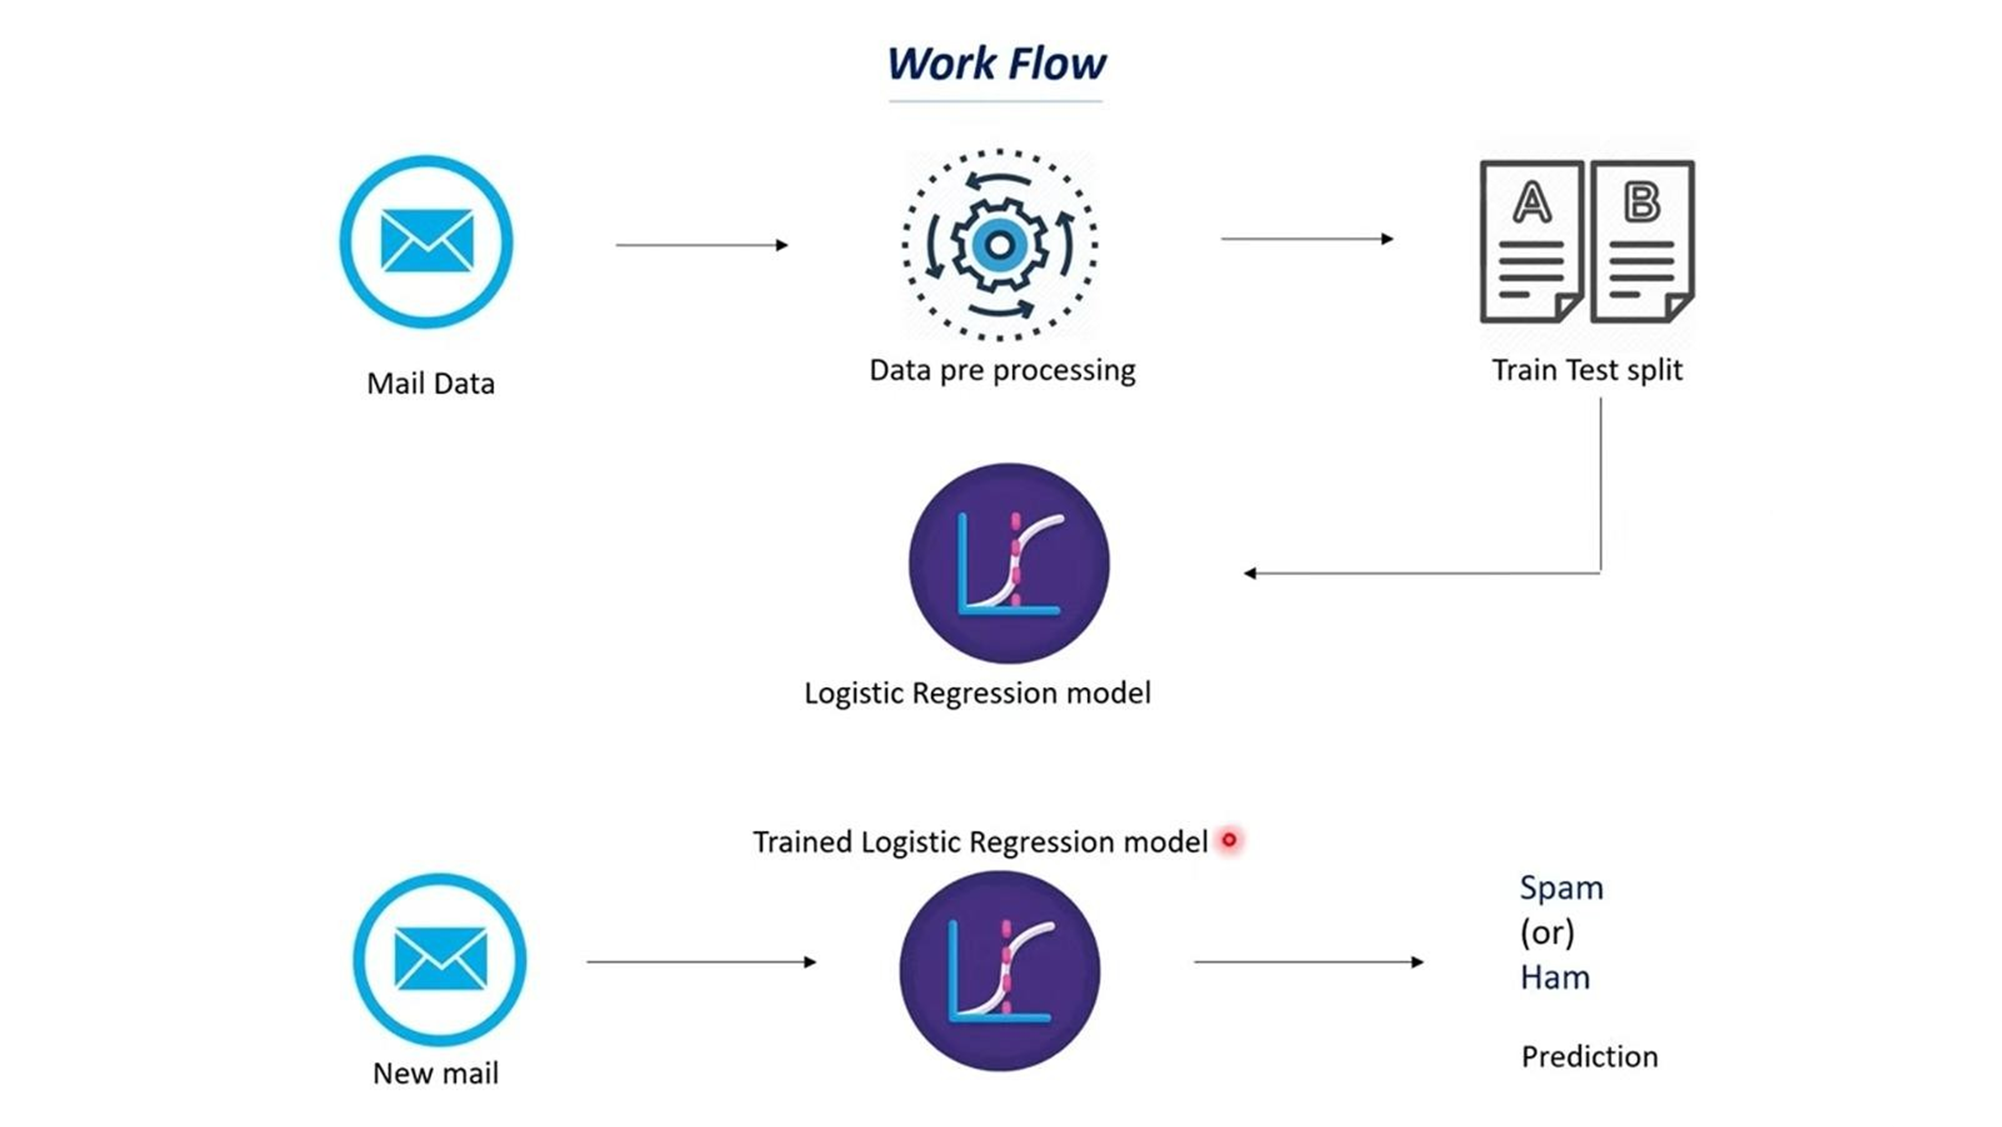 Work Flow
A
B
Mail Data
Data pre processing
Train Test split
Logistic Regression model
Trained Logistic Regression model
New mail
Spam
(or)
Ham
Prediction